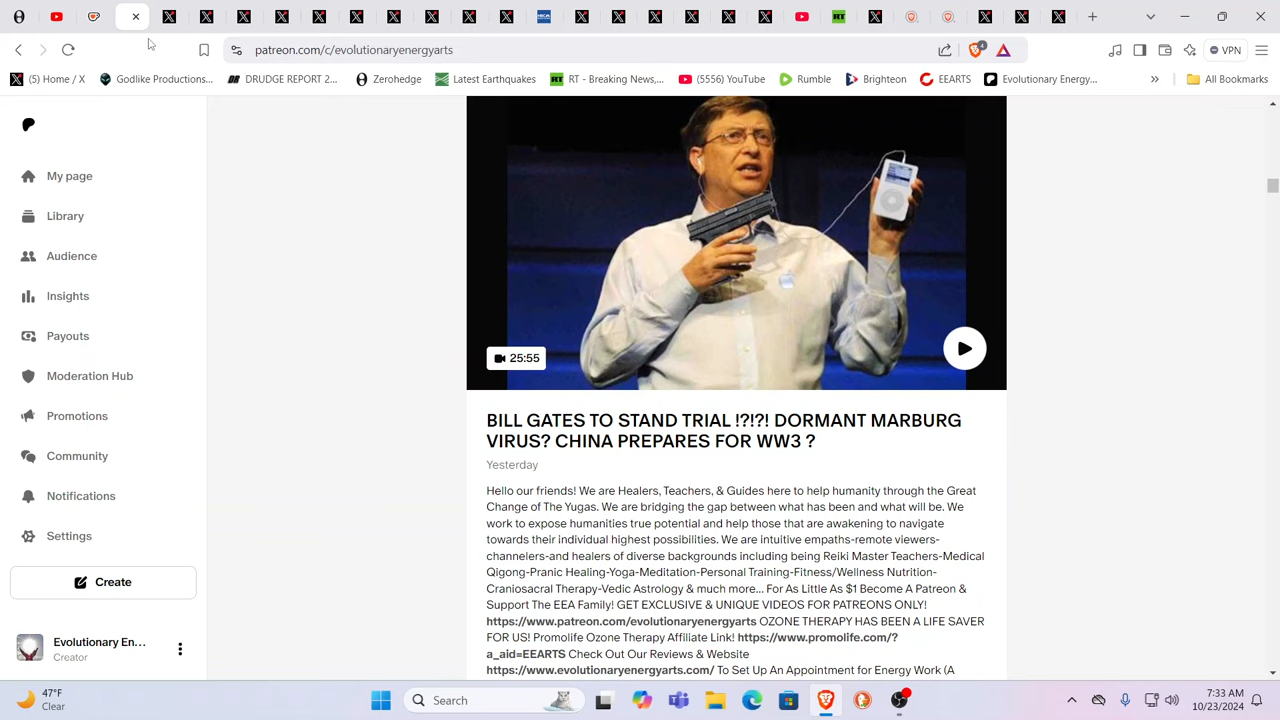 patreon.com/c/evolutionaryenergyarts
4
VPN
(5) Home / X
Godlike Productions...
DRUDGE REPORT 2...
Zerohedge
Latest Earthquakes
RT
RT - Breaking News,...
(5555) YouTube
Rumble
Brighteon
EEARTS
Evolutionary Energy...
»
All Bookmarks
My page
Library
Audience
Insights
Payouts
Moderation Hub
Promotions
Community
Notifications
Settings
Create
Evolutionary En...
Creator
25:55
BILL GATES TO STAND TRIAL !?!?! DORMANT MARBURG
VIRUS? CHINA PREPARES FOR WW3 ?
Yesterday
Hello our friends! We are Healers, Teachers, & Guides here to help humanity through the Great
Change of The Yugas. We are bridging the gap between what has been and what will be. We
work to expose humanities true potential and help those that are awakening to navigate
towards their individual highest possibilities. We are intuitive empaths-remote viewers-
channelers-and healers of diverse backgrounds including being Reiki Master Teachers-Medical
Qigong-Pranic Healing-Yoga-Meditation-Personal Training-Fitness/Wellness Nutrition-
Craniosacral Therapy-Vedic Astrology & much more... For As Little As $1 Become A Patreon &
Support The EEA Family! GET EXCLUSIVE & UNIQUE VIDEOS FOR PATREONS ONLY!
https://www.patreon.com/evolutionaryenergyarts OZONE THERAPY HAS BEEN A LIFE SAVER
FOR US! Promolife Ozone Therapy Affiliate Link! https://www.promolife.com/?
a_aid=EEARTS Check Out Our Reviews & Website
https://www.evolutionaryenergyarts.com/ To Set Up An Appointment for Energy Work (A
47°F
Clear
Search
7:33 AM
10/23/2024